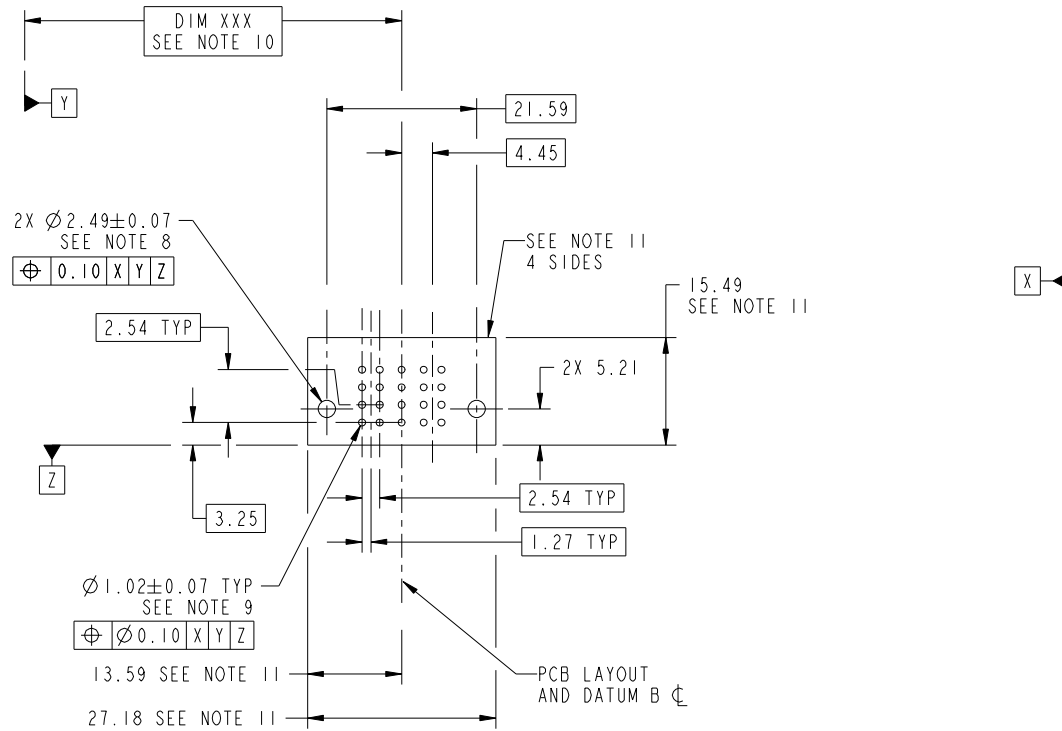 DIM XXX
SEE NOTE 10
Y
21.59
4.45
2X Ø2.49±0.07
SEE NOTE 8
⌖ 0.10 X Y Z
SEE NOTE 11
4 SIDES
X
15.49
SEE NOTE 11
2.54 TYP
2X 5.21
Z
2.54 TYP
3.25
1.27 TYP
Ø1.02±0.07 TYP
SEE NOTE 9
⌖ Ø0.10 X Y Z
13.59 SEE NOTE 11
PCB LAYOUT
AND DATUM B ℄
27.18 SEE NOTE 11